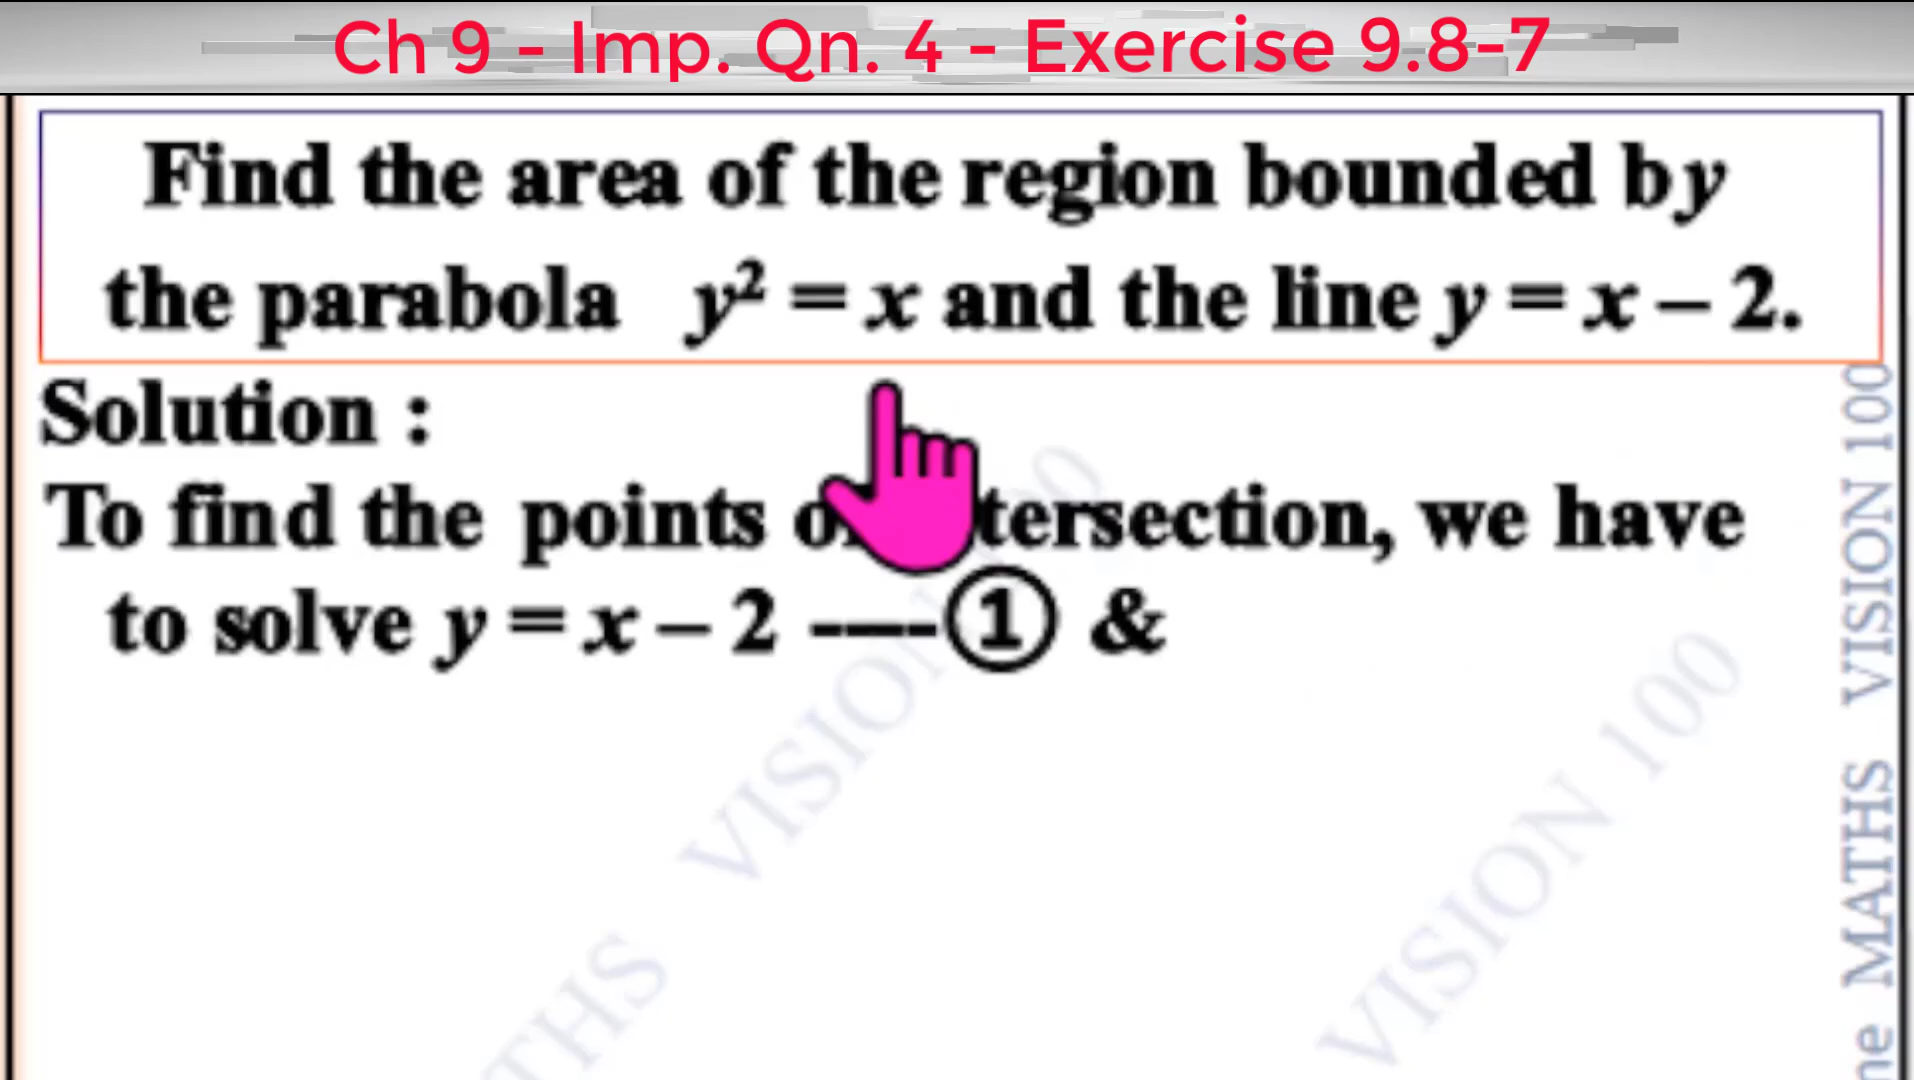 Ch 9 - Imp. Qn. 4 - Exercise 9.8-7
Find the area of the region bounded by
the parabola y² = x and the line y = x – 2.
Solution :
To find the points tersection, we have
to solve y = x – 2 ----① &
VISION 100
VISION 100
THS
MATHS VISION 100